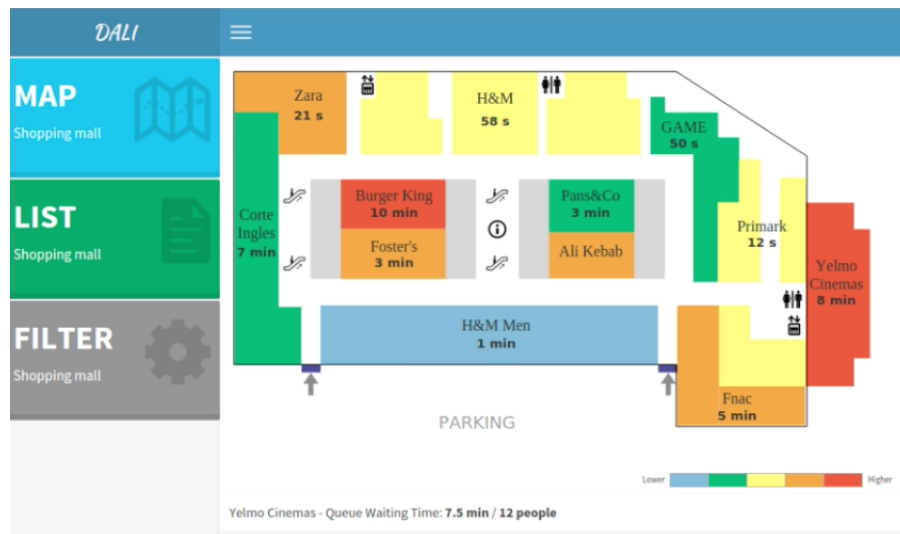 DALI
MAP
Shopping mall
LIST
Shopping mall
FILTER
Shopping mall
Zara
21 s
H&M
58 s
GAME
50 s
Corte
Ingles
7 min
Burger King
10 min
Foster's
3 min
Pans&Co
3 min
Ali Kebab
Primark
12 s
Yelmo
Cinemas
8 min
H&M Men
1 min
Fnac
5 min
PARKING
Lower
Higher
Yelmo Cinemas - Queue Waiting Time: 7.5 min / 12 people